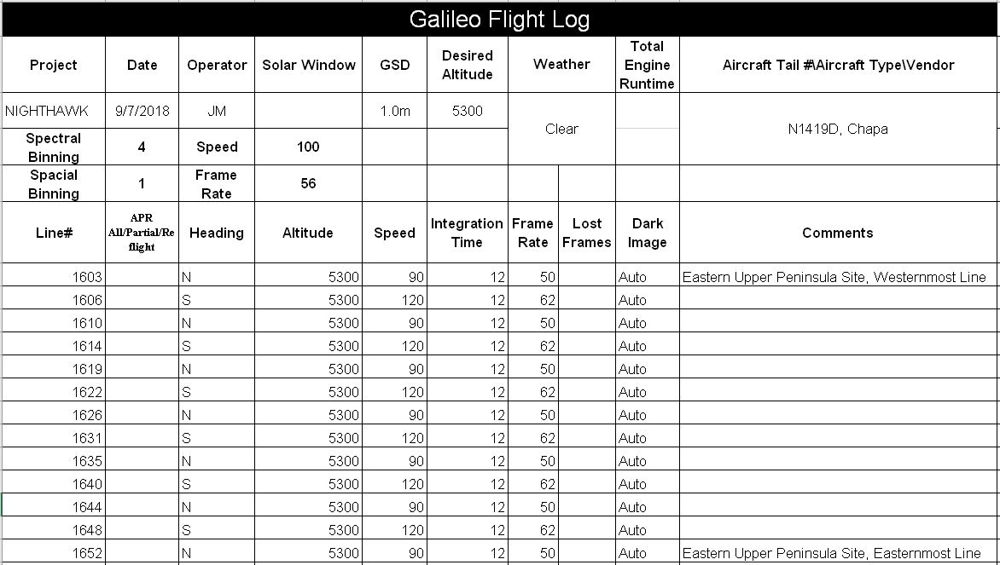 Galileo Flight Log
Project Date Operator Solar Window GSD Desired Altitude Weather Total Engine Runtime Aircraft Tail #\Aircraft Type\Vendor
NIGHTHAWK 9/7/2018 JM 1.0m 5300 Clear N1419D, Chapa
Spectral Binning 4 Speed 100
Spacial Binning 1 Frame Rate 56
Line# APR All/Partial/Re flight Heading Altitude Speed Integration Time Frame Rate Lost Frames Dark Image Comments
1603 N 5300 90 12 50 Auto Eastern Upper Peninsula Site, Westernmost Line
1606 S 5300 120 12 62 Auto
1610 N 5300 90 12 50 Auto
1614 S 5300 120 12 62 Auto
1619 N 5300 90 12 50 Auto
1622 S 5300 120 12 62 Auto
1626 N 5300 90 12 50 Auto
1631 S 5300 120 12 62 Auto
1635 N 5300 90 12 50 Auto
1640 S 5300 120 12 62 Auto
1644 N 5300 90 12 50 Auto
1648 S 5300 120 12 62 Auto
1652 N 5300 90 12 50 Auto Eastern Upper Peninsula Site, Easternmost Line